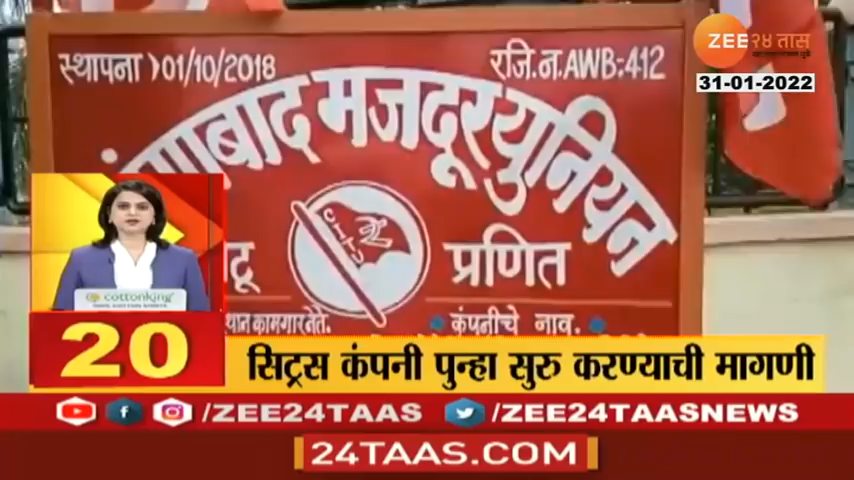 ZEE २४ तास
31-01-2022
स्थापना 01/10/2018
रजि.न.AWB:-412
मजदूर युनियन
CITU
प्रणित
कंपनीचे नाव.
cottonking
20
सिट्रस कंपनी पुन्हा सुरु करण्याची मागणी
/ZEE24TAAS
/ZEE24TAASNEWS
24TAAS.COM